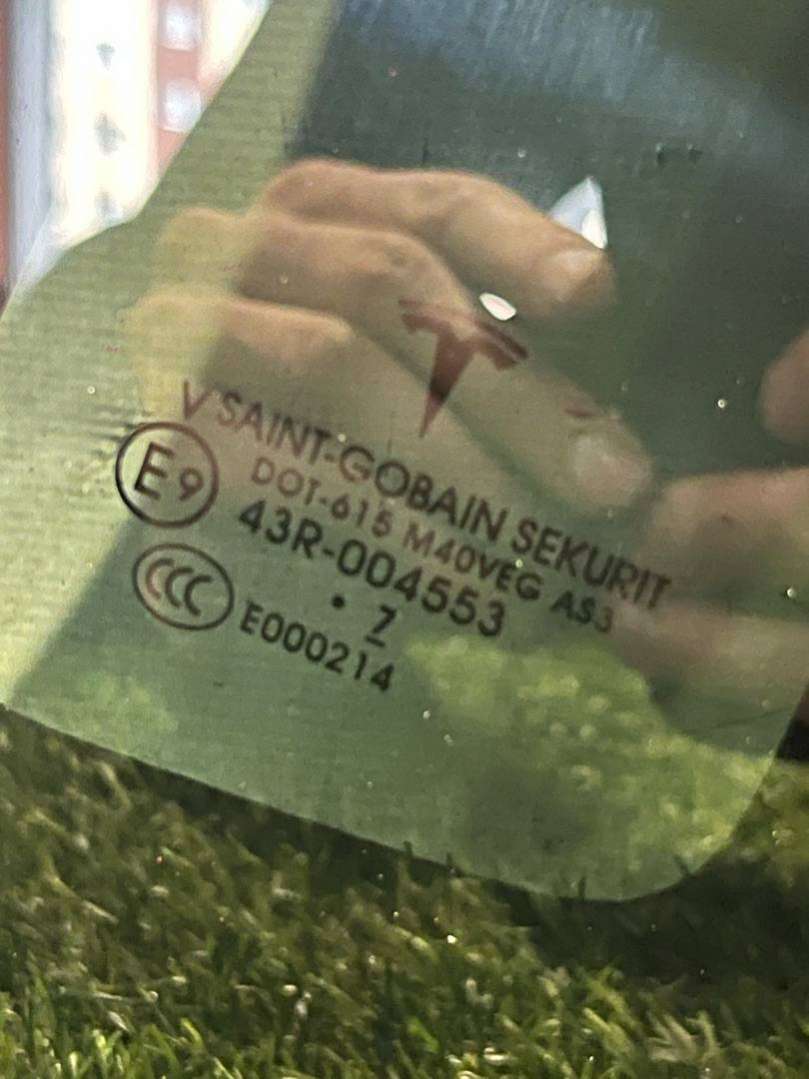 V SAINT-GOBAIN SEKURIT
E9 DOT-615 M40VEG AS3
43R-004553
• Z
CCC E000214